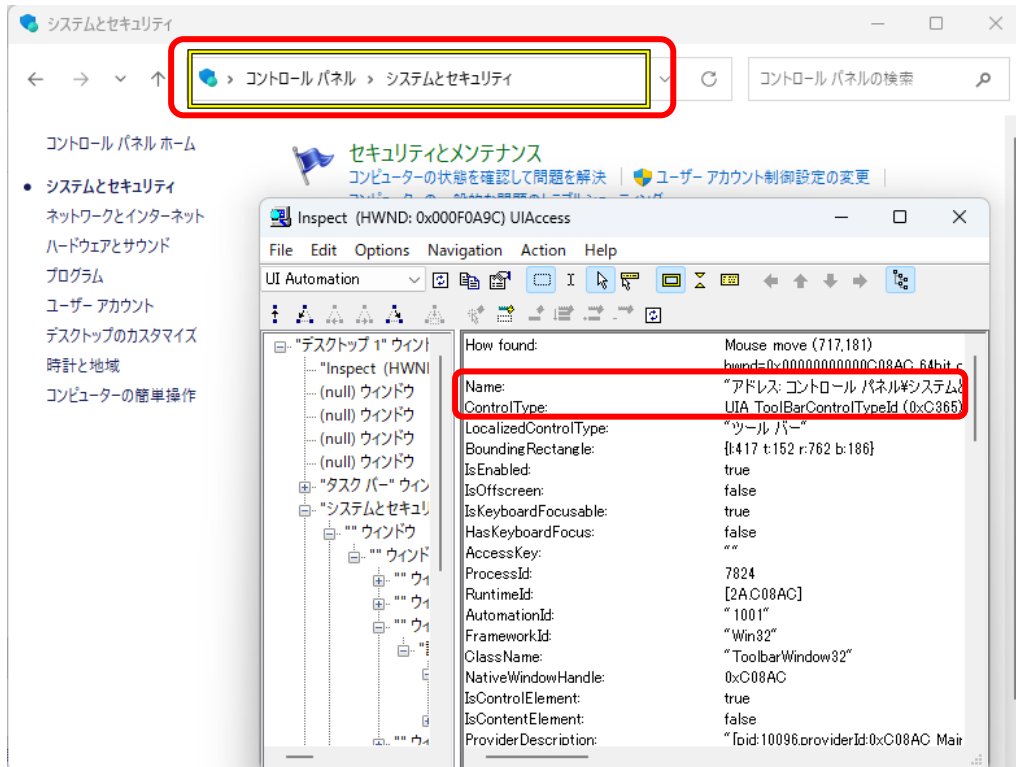 システムとセキュリティ
コントロール パネル › システムとセキュリティ
コントロール パネルの検索
コントロール パネル ホーム
システムとセキュリティ
ネットワークとインターネット
ハードウェアとサウンド
プログラム
ユーザー アカウント
デスクトップのカスタマイズ
時計と地域
コンピューターの簡単操作
セキュリティとメンテナンス
コンピューターの状態を確認して問題を解決
ユーザー アカウント制御設定の変更
Inspect (HWND: 0x000F0A9C) UIAccess
File Edit Options Navigation Action Help
UI Automation
"デスクトップ 1" ウィンド
"Inspect (HWND
(null) ウィンドウ
(null) ウィンドウ
(null) ウィンドウ
(null) ウィンドウ
"タスク バー" ウィン
"システムとセキュリ
"" ウィンドウ
"" ウィンド
"" ウィ
"" ウィ
"" ウィ
"" ウィ
How found: Mouse move (717,181)
hwnd=0x00000000000C08AC 64bit
Name: "アドレス: コントロール パネル¥システムと
ControlType: UIA_ToolBarControlTypeId (0xC365)
LocalizedControlType: "ツール バー"
BoundingRectangle: {l:417 t:152 r:762 b:186}
IsEnabled: true
IsOffscreen: false
IsKeyboardFocusable: true
HasKeyboardFocus: false
AccessKey: ""
ProcessId: 7824
RuntimeId: [2A.C08AC]
AutomationId: "1001"
FrameworkId: "Win32"
ClassName: "ToolbarWindow32"
NativeWindowHandle: 0xC08AC
IsControlElement: true
IsContentElement: false
ProviderDescription: "[pid:10096,providerId:0xC08AC Mair